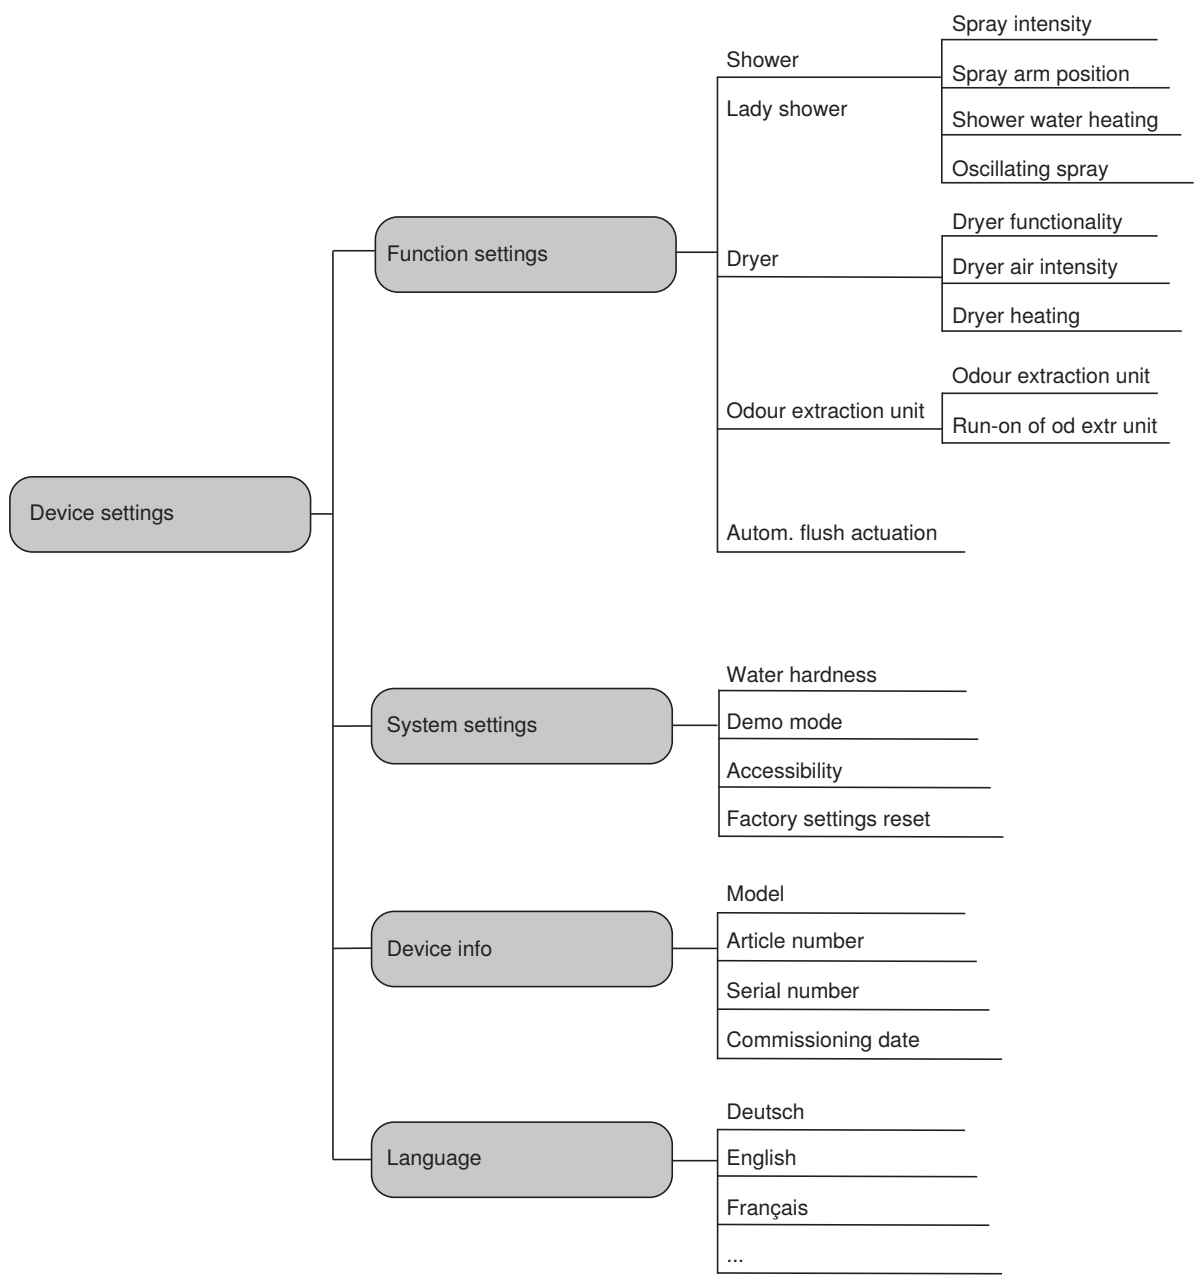 Device settings
Function settings
Shower
Lady shower
Spray intensity
Spray arm position
Shower water heating
Oscillating spray
Dryer
Dryer functionality
Dryer air intensity
Dryer heating
Odour extraction unit
Odour extraction unit
Run-on of od extr unit
Autom. flush actuation
System settings
Water hardness
Demo mode
Accessibility
Factory settings reset
Device info
Model
Article number
Serial number
Commissioning date
Language
Deutsch
English
Français
...